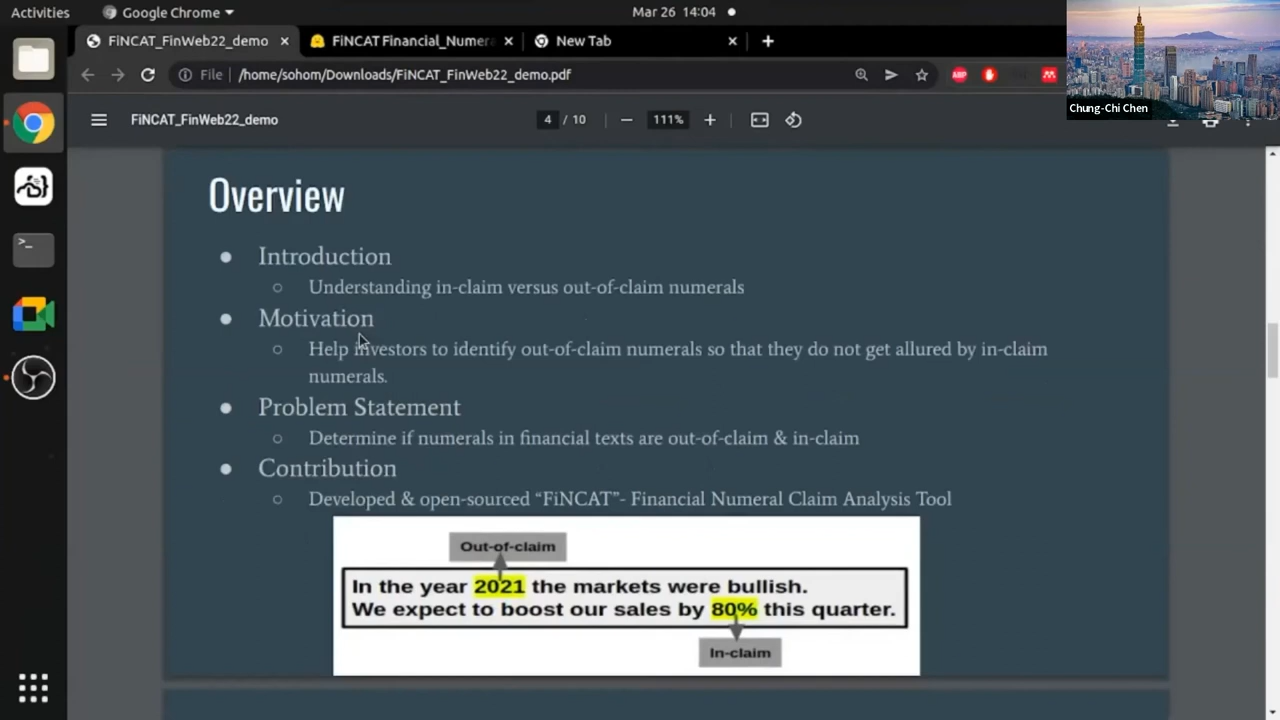 Activities
Google Chrome
Mar 26 14:04
FiNCAT_FinWeb22_demo
FiNCAT Financial_Numera
New Tab
File
/home/sohom/Downloads/FiNCAT_FinWeb22_demo.pdf
ABP
Chung-Chi Chen
FiNCAT_FinWeb22_demo
4 / 10
111%
Overview
Introduction
Understanding in-claim versus out-of-claim numerals
Motivation
Help investors to identify out-of-claim numerals so that they do not get allured by in-claim
numerals.
Problem Statement
Determine if numerals in financial texts are out-of-claim & in-claim
Contribution
Developed & open-sourced “FiNCAT”- Financial Numeral Claim Analysis Tool
Out-of-claim
In the year 2021 the markets were bullish.
We expect to boost our sales by 80% this quarter.
In-claim